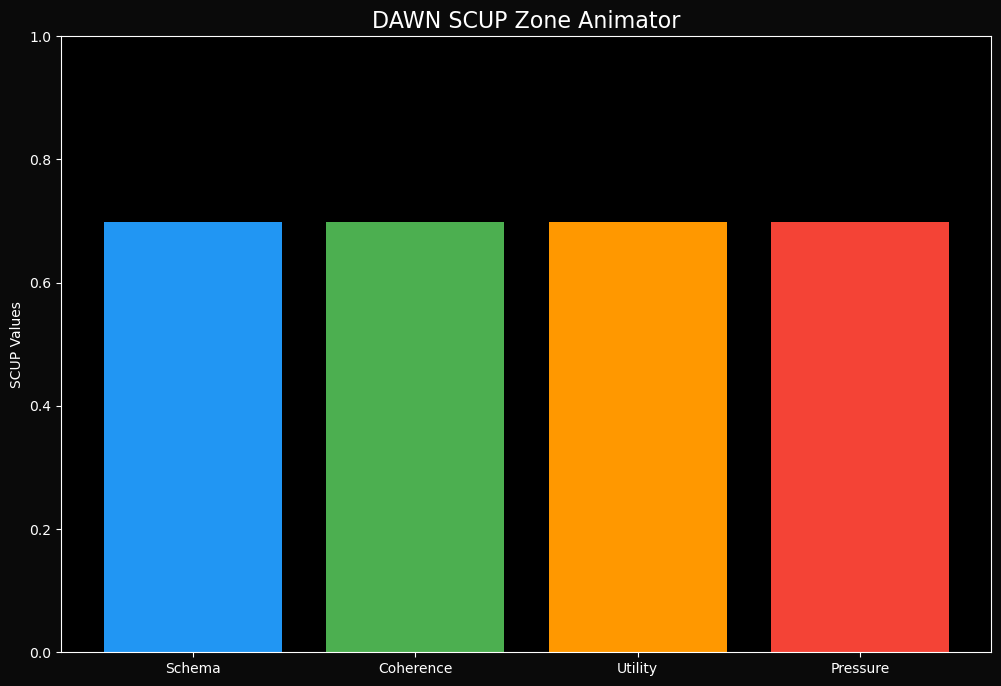 DAWN SCUP Zone Animator
1.0
0.8
0.6
0.4
0.2
0.0
SCUP Values
Schema
Coherence
Utility
Pressure